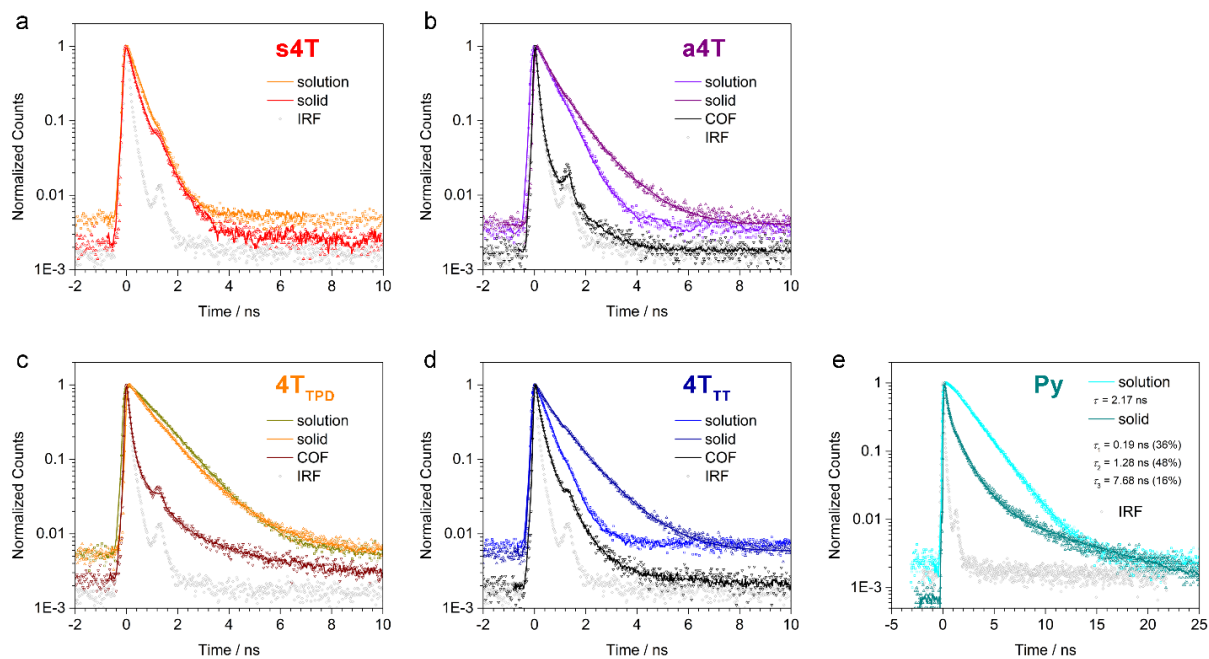 a
s4T
solution
solid
IRF
Normalized Counts
1
0.1
0.01
1E-3
-2 0 2 4 6 8 10
Time / ns
b
a4T
solution
solid
COF
IRF
Normalized Counts
1
0.1
0.01
1E-3
-2 0 2 4 6 8 10
Time / ns
c
4T_TPD
solution
solid
COF
IRF
Normalized Counts
1
0.1
0.01
1E-3
-2 0 2 4 6 8 10
Time / ns
d
4T_TT
solution
solid
COF
IRF
Normalized Counts
1
0.1
0.01
1E-3
-2 0 2 4 6 8 10
Time / ns
e
Py
solution
τ = 2.17 ns
solid
τ1 = 0.19 ns (36%)
τ2 = 1.28 ns (48%)
τ3 = 7.68 ns (16%)
IRF
Normalized Counts
1
0.1
0.01
1E-3
-5 0 5 10 15 20 25
Time / ns